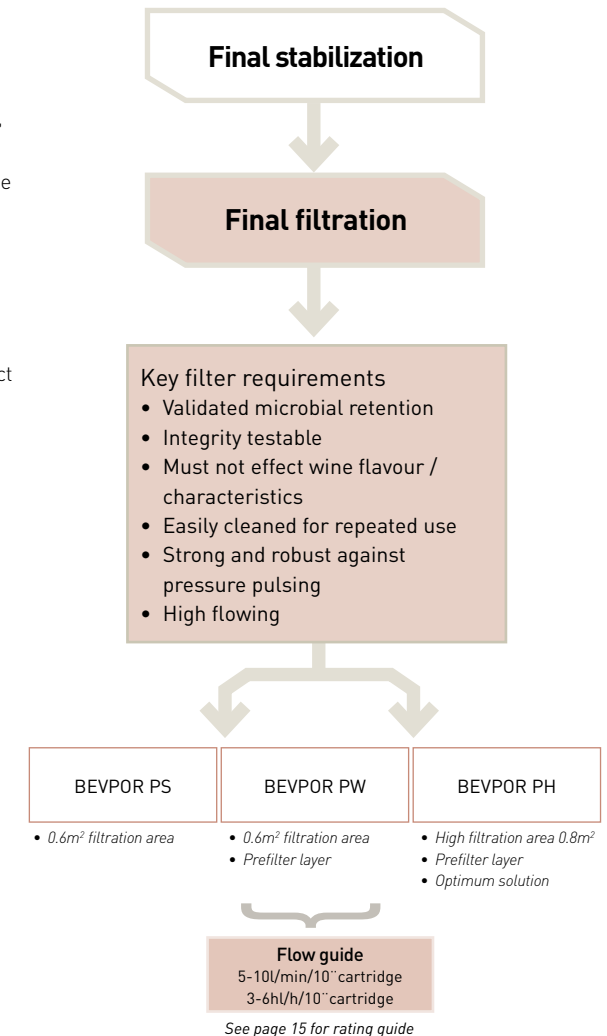 Final stabilization
,
e
Final filtration
ct
Key filter requirements
• Validated microbial retention
• Integrity testable
• Must not effect wine flavour /
characteristics
• Easily cleaned for repeated use
• Strong and robust against
pressure pulsing
• High flowing
BEVPOR PS
BEVPOR PW
BEVPOR PH
• 0.6m² filtration area
• 0.6m² filtration area
• Prefilter layer
• High filtration area 0.8m²
• Prefilter layer
• Optimum solution
Flow guide
5-10l/min/10¨cartridge
3-6hl/h/10¨cartridge
See page 15 for rating guide